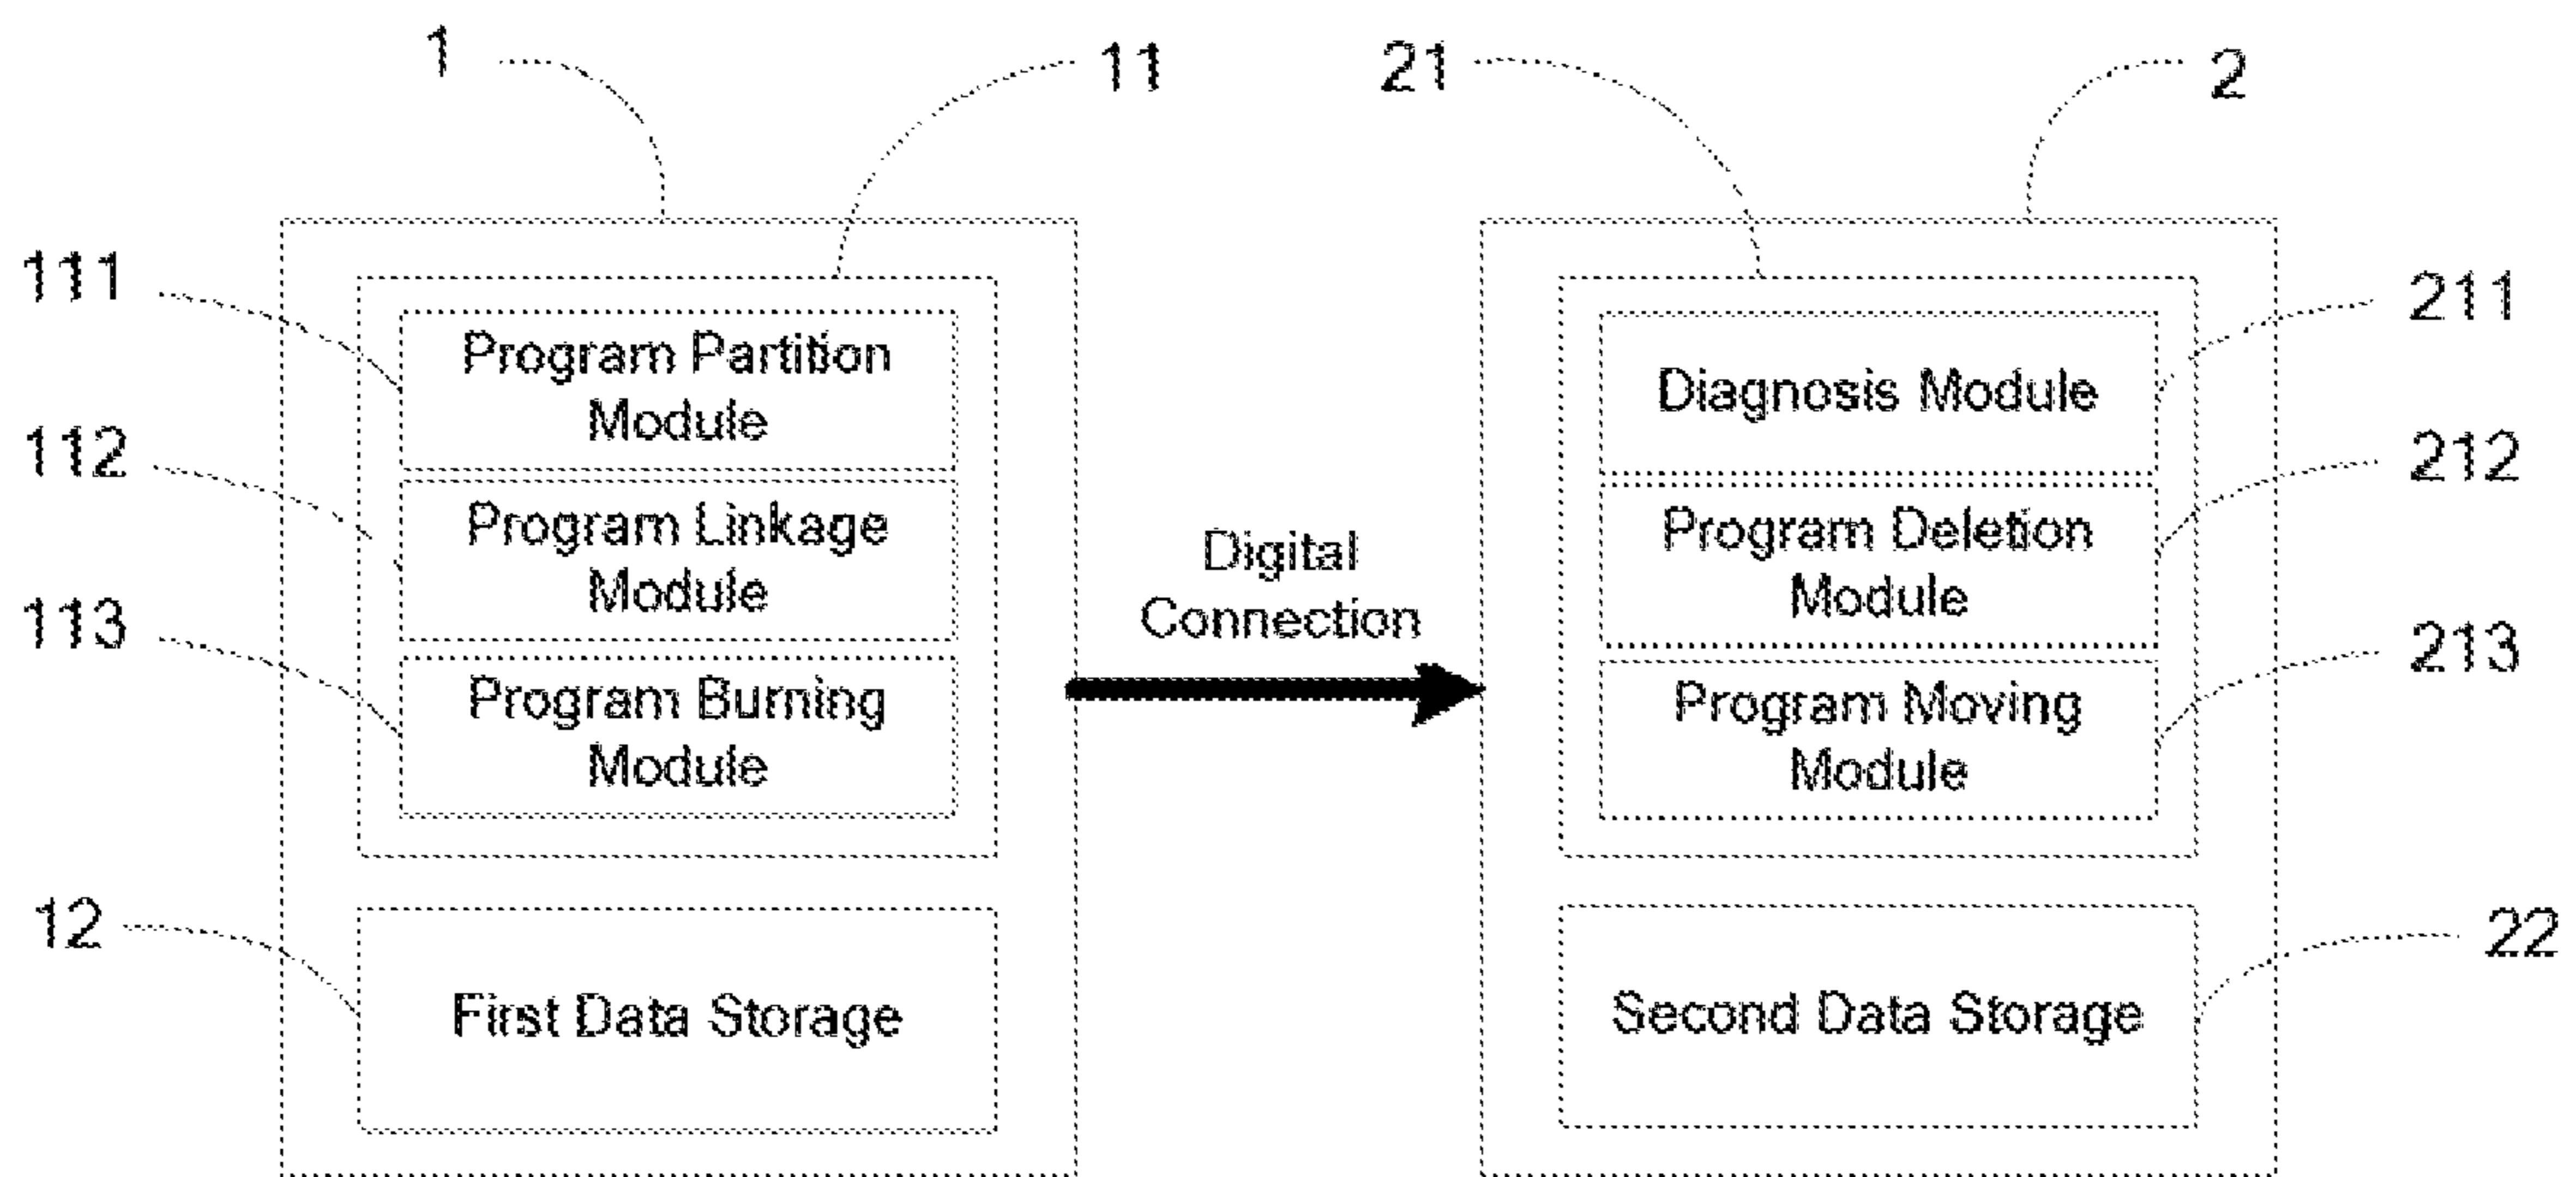 1
11
21
2
111
Program Partition
Module
112
Program Linkage
Module
113
Program Burning
Module
12
First Data Storage
Digital
Connection
211
Diagnosis Module
212
Program Deletion
Module
213
Program Moving
Module
22
Second Data Storage